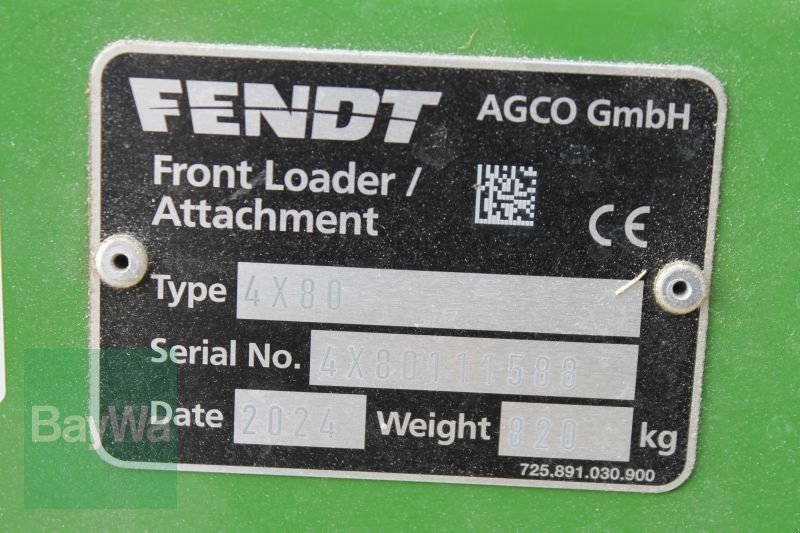 FENDT AGCO GmbH
Front Loader /
Attachment
CE
Type 4X80
Serial No. 4X80111588
Date 2024 Weight 820 kg
725.891.030.900
BayWa